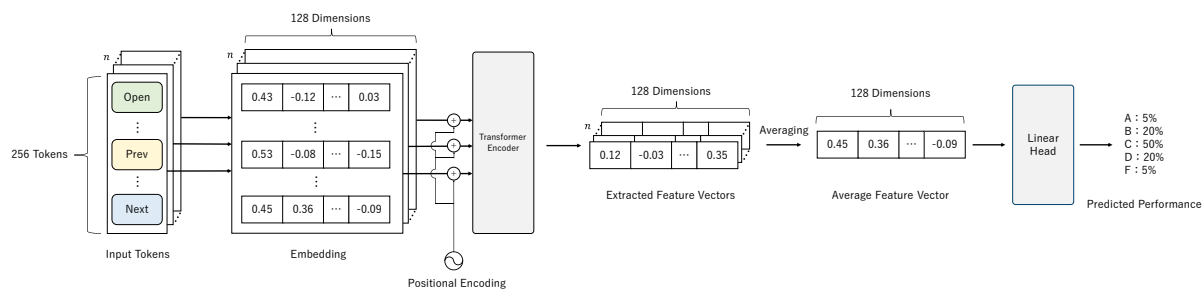 128 Dimensions
n
n
Open
0.43 -0.12 ⋯ 0.03
⋮
⋮
256 Tokens
Prev
0.53 -0.08 ⋯ -0.15
⋮
⋮
Next
0.45 0.36 ⋯ -0.09
Input Tokens
Embedding
+
+
+
Positional Encoding
Transformer
Encoder
128 Dimensions
n
0.12 -0.03 ⋯ 0.35
Extracted Feature Vectors
Averaging
128 Dimensions
0.45 0.36 ⋯ -0.09
Average Feature Vector
Linear
Head
A : 5%
B : 20%
C : 50%
D : 20%
F : 5%
Predicted Performance